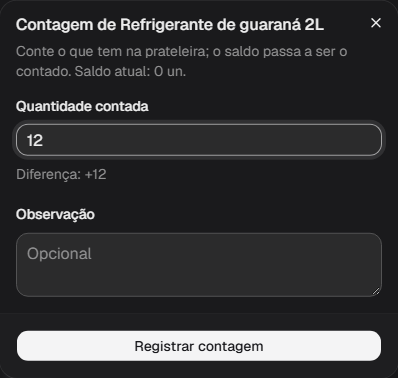 Contagem de Refrigerante de guaraná 2L
Conte o que tem na prateleira; o saldo passa a ser o
contado. Saldo atual: 0 un.
Quantidade contada
12
Diferença: +12
Observação
Opcional
Registrar contagem